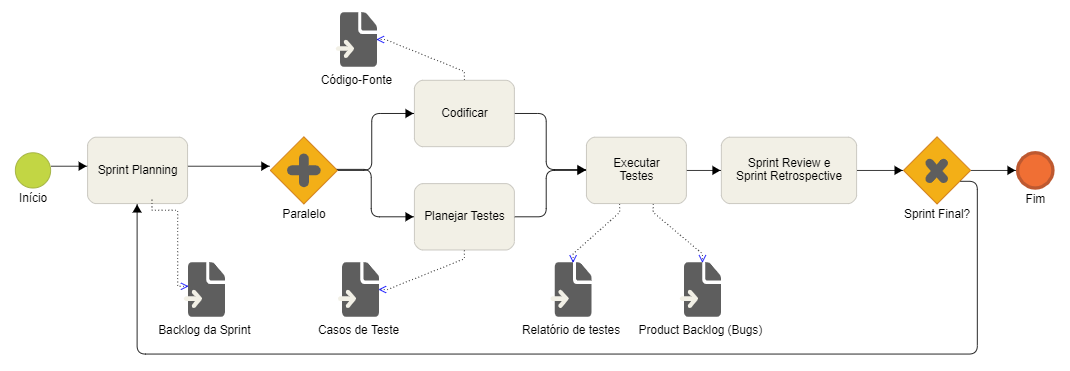 Código-Fonte
Codificar
Início
Sprint Planning
Paralelo
Planejar Testes
Executar
Testes
Sprint Review e
Sprint Retrospective
Sprint Final?
Fim
Backlog da Sprint
Casos de Teste
Relatório de testes
Product Backlog (Bugs)